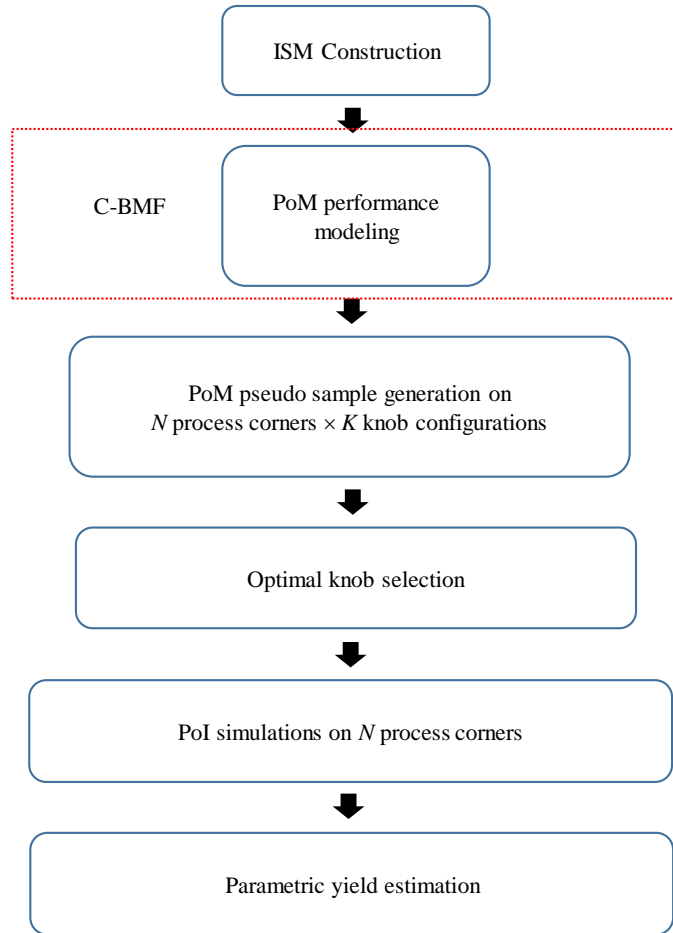 ISM Construction
C-BMF
PoM performance
modeling
PoM pseudo sample generation on
N process corners × K knob configurations
Optimal knob selection
PoI simulations on N process corners
Parametric yield estimation